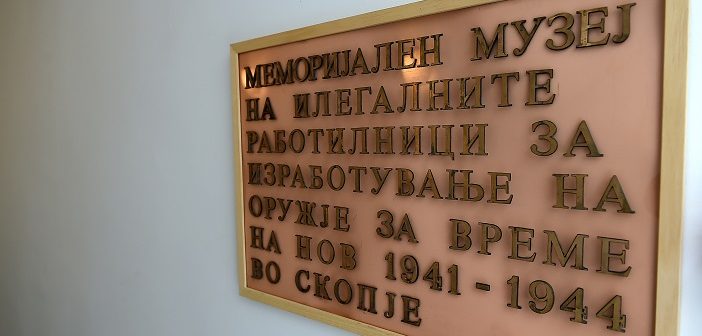 МЕМОРИЈАЛЕН МУЗЕЈ
НА ИЛЕГАЛНИТЕ
РАБОТИЛНИЦИ ЗА
ИЗРАБОТУВАЊЕ НА
ОРУЖЈЕ ЗА ВРЕМЕ
НА НОВ 1941-1944
ВО СКОПЈЕ